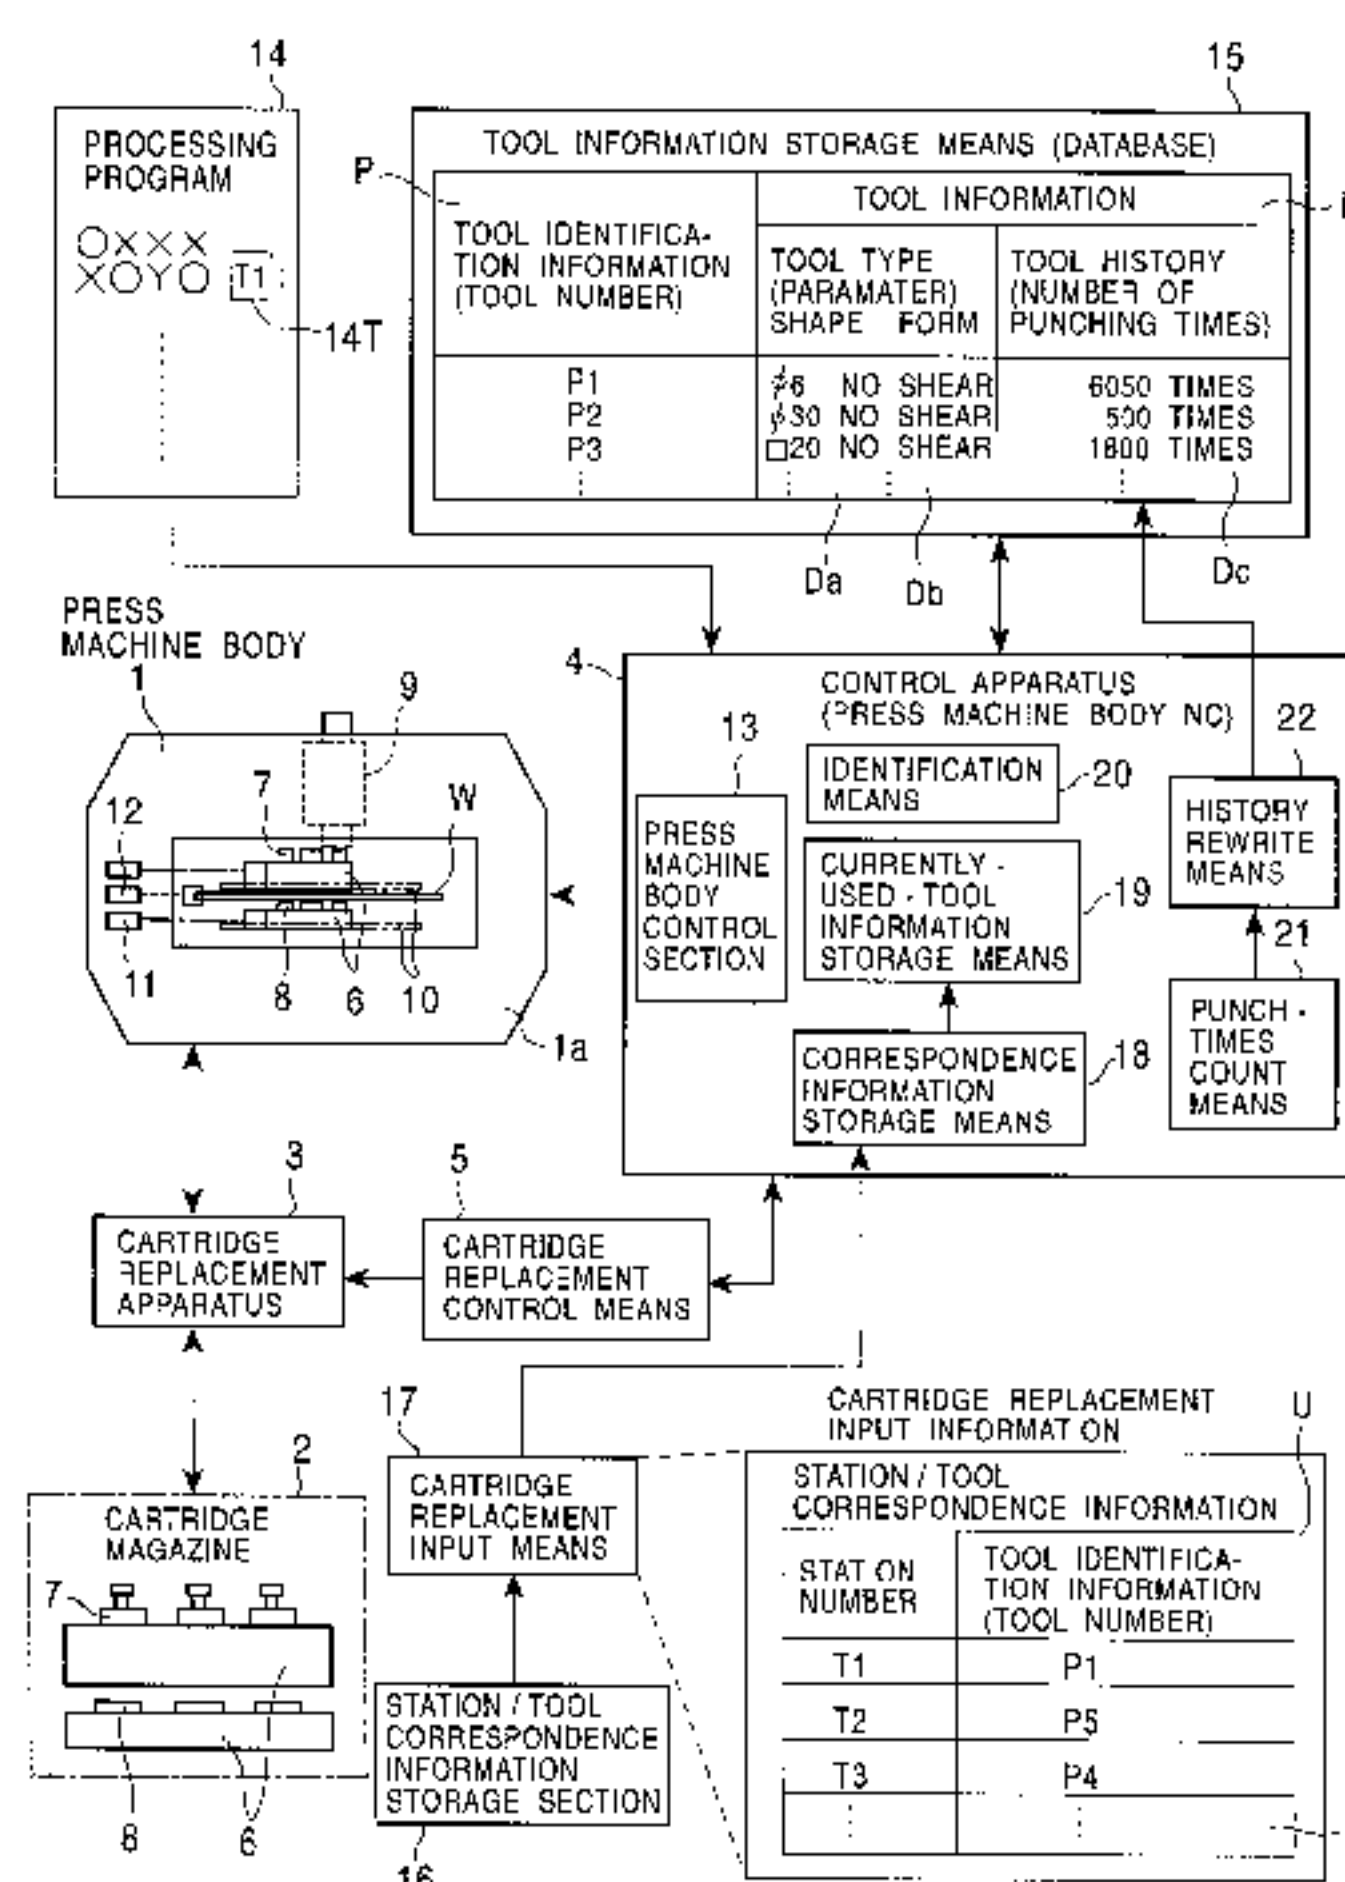 14
PROCESSING
PROGRAM
OXXX
XOYO T1
14T
15
TOOL INFORMATION STORAGE MEANS (DATABASE)
P
TOOL IDENTIFICA-
TION INFORMATION
(TOOL NUMBER)
TOOL INFORMATION
TOOL TYPE
(PARAMATER)
SHAPE FORM
TOOL HISTORY
(NUMBER OF
PUNCHING TIMES)
P1 ϕ6 NO SHEAR 6050 TIMES
P2 ϕ30 NO SHEAR 500 TIMES
P3 □20 NO SHEAR 1800 TIMES
Da
Db
Dc
PRESS
MACHINE BODY
1
9
7
W
12
11
8
6
10
1a
4
CONTROL APPARATUS
(PRESS MACHINE BODY NC)
13
PRESS
MACHINE
BODY
CONTROL
SECTION
IDENTIFICATION
MEANS
20
CURRENTLY -
USED - TOOL
INFORMATION
STORAGE MEANS
19
CORRESPONDENCE
INFORMATION
STORAGE MEANS
18
22
HISTORY
REWRITE
MEANS
21
PUNCH -
TIMES
COUNT
MEANS
3
CARTRIDGE
REPLACEMENT
APPARATUS
5
CARTRIDGE
REPLACEMENT
CONTROL MEANS
2
CARTRIDGE
MAGAZINE
7
8
6
17
CARTRIDGE
REPLACEMENT
INPUT MEANS
STATION / TOOL
CORRESPONDENCE
INFORMATION
STORAGE SECTION
16
CARTRIDGE REPLACEMENT
INPUT INFORMATION
U
STATION / TOOL
CORRESPONDENCE INFORMATION
STATION
NUMBER
TOOL IDENTIFICA-
TION INFORMATION
(TOOL NUMBER)
T1 P1
T2 P5
T3 P4